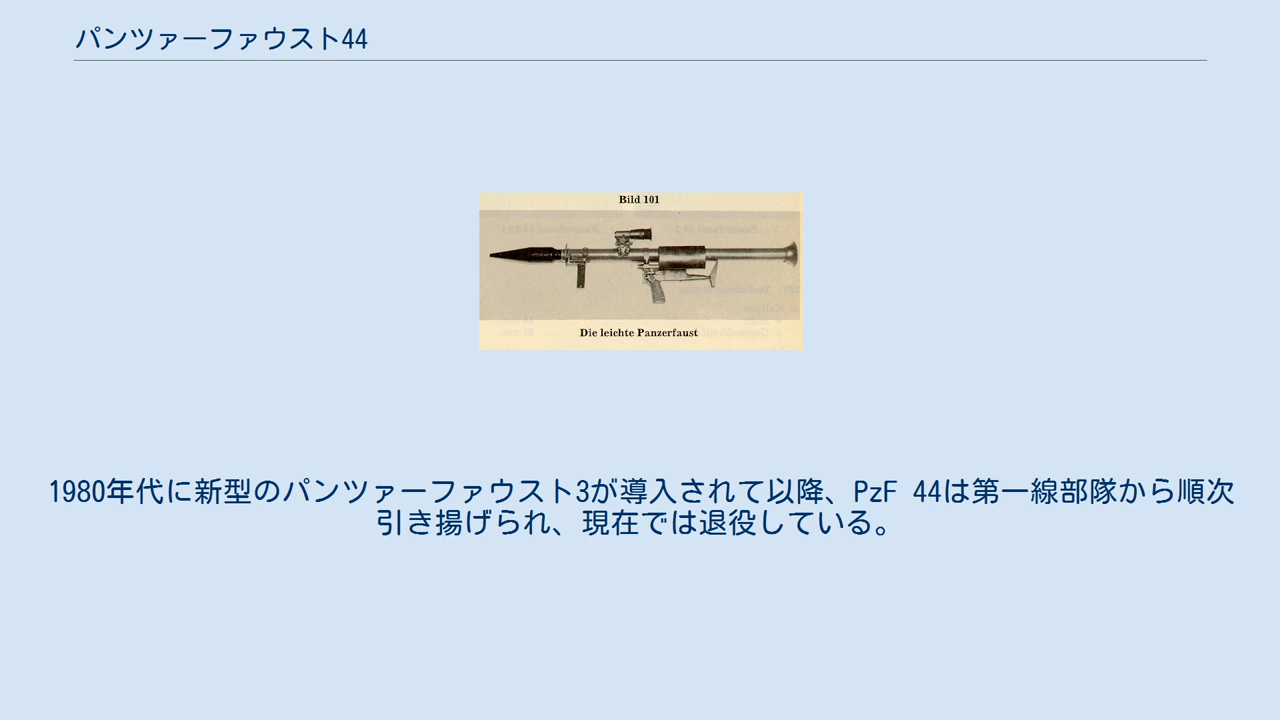 パンツァーファウスト44
Bild 101
Die leichte Panzerfaust
1980年代に新型のパンツァーファウスト3が導入されて以降、PzF 44は第一線部隊から順次
引き揚げられ、現在では退役している。